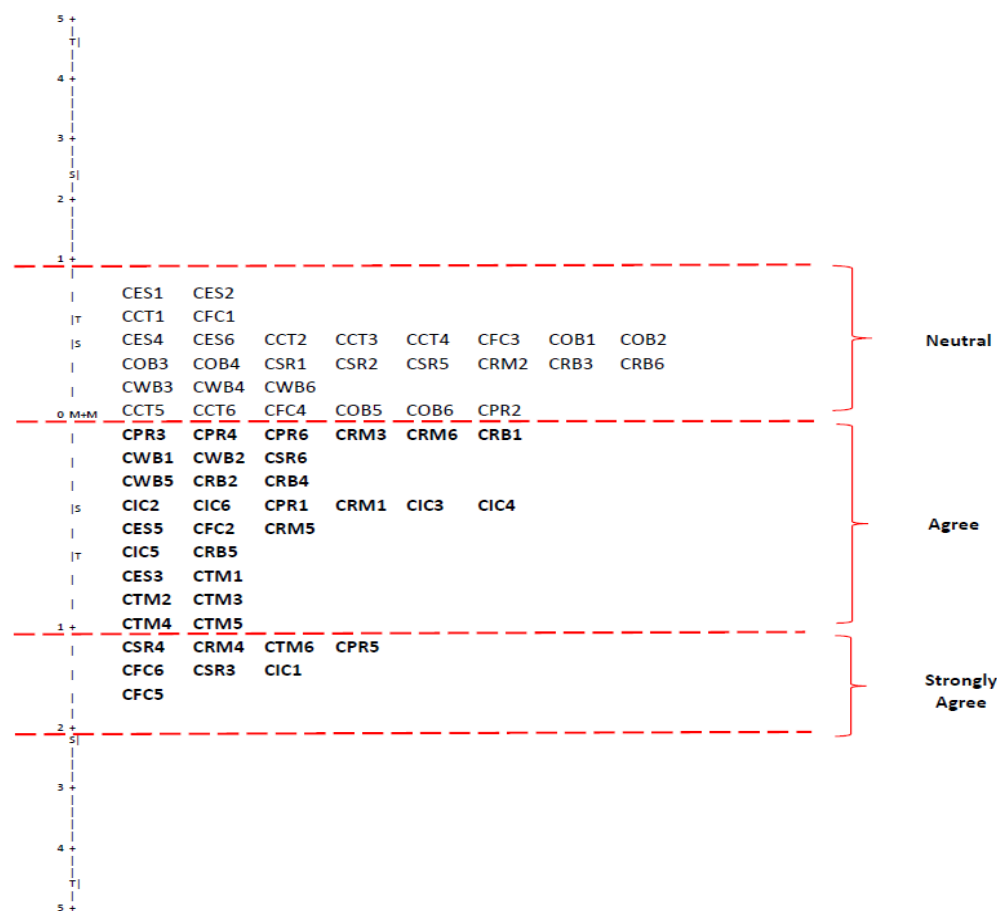 5 +
|
T|
|
|
4 +
|
|
|
|
3 +
|
|
S|
|
2 +
|
|
|
|
1 +
|
| CES1 CES2
|T CCT1 CFC1
|S CES4 CES6 CCT2 CCT3 CCT4 CFC3 COB1 COB2
| COB3 COB4 CSR1 CSR2 CSR5 CRM2 CRB3 CRB6
| CWB3 CWB4 CWB6
0 M+M CCT5 CCT6 CFC4 COB5 COB6 CPR2
Neutral
| CPR3 CPR4 CPR6 CRM3 CRM6 CRB1
| CWB1 CWB2 CSR6
| CWB5 CRB2 CRB4
|S CIC2 CIC6 CPR1 CRM1 CIC3 CIC4
| CES5 CFC2 CRM5
|T CIC5 CRB5
| CES3 CTM1
| CTM2 CTM3
1 + CTM4 CTM5
Agree
| CSR4 CRM4 CTM6 CPR5
| CFC6 CSR3 CIC1
| CFC5
|
2 +
Strongly
Agree
S|
|
|
|
3 +
|
|
|
|
4 +
|
|
T|
|
5 +